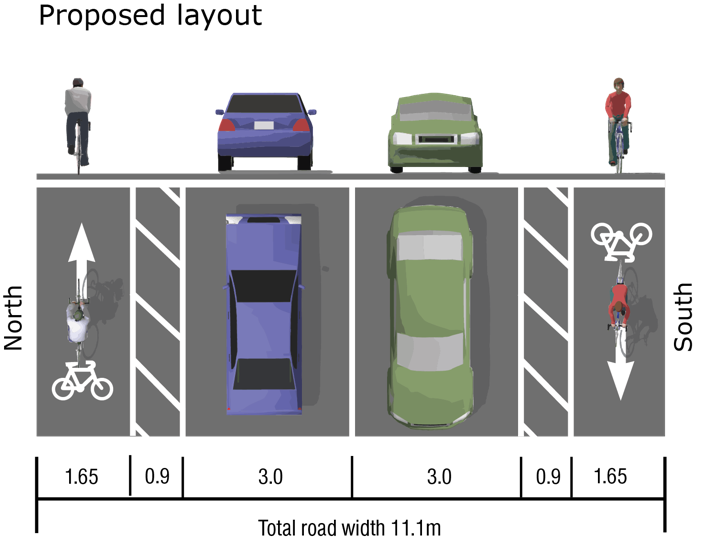 Proposed layout
North
South
1.65 0.9 3.0 3.0 0.9 1.65
Total road width 11.1m